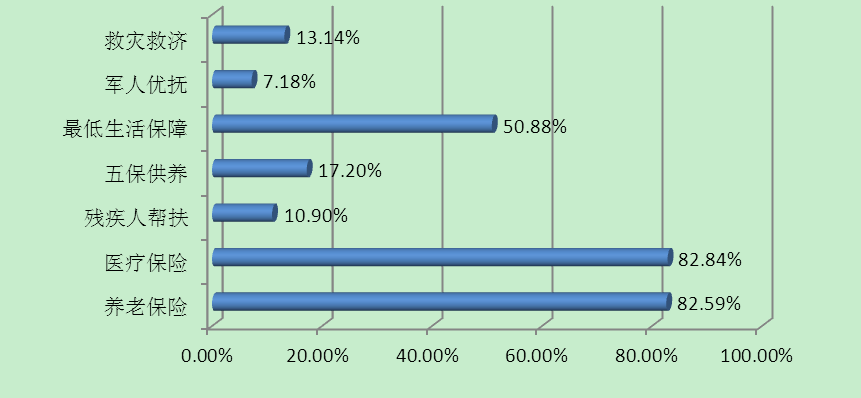 救灾救济 13.14%
军人优抚 7.18%
最低生活保障 50.88%
五保供养 17.20%
残疾人帮扶 10.90%
医疗保险 82.84%
养老保险 82.59%
0.00% 20.00% 40.00% 60.00% 80.00% 100.00%